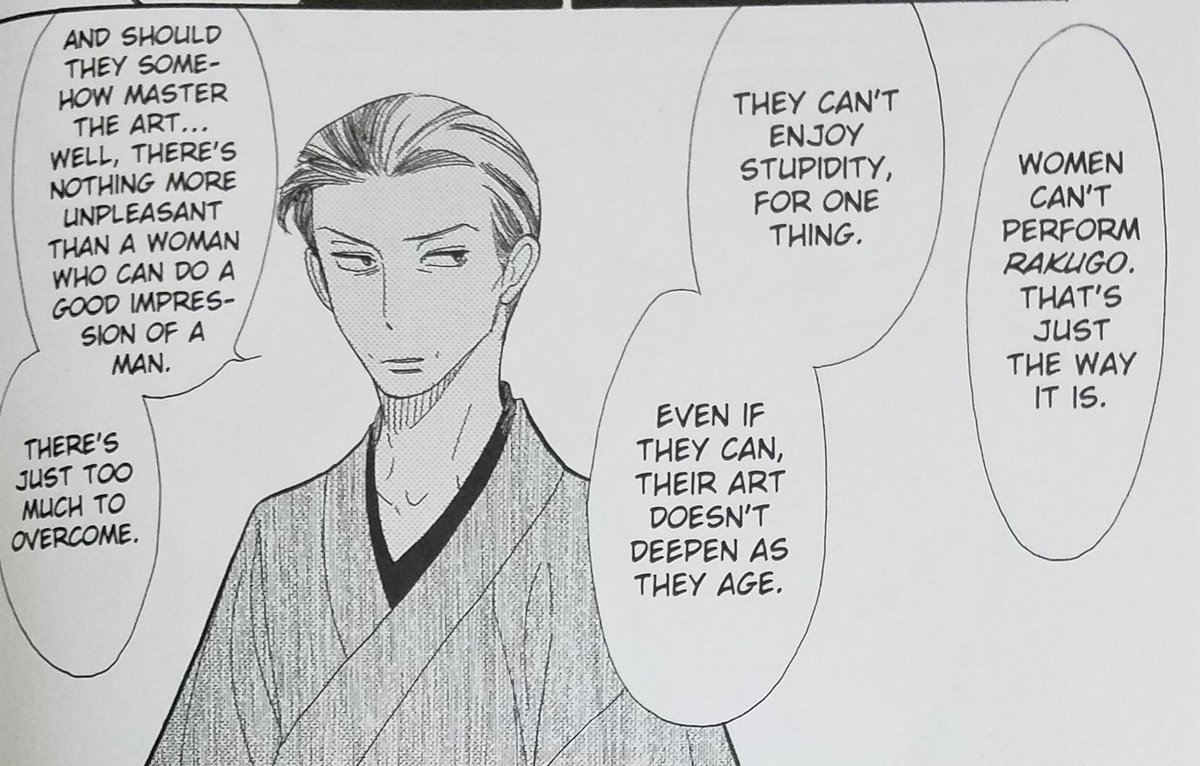 WOMEN
CAN'T
PERFORM
RAKUGO.
THAT'S
JUST
THE WAY
IT IS.
THEY CAN'T
ENJOY
STUPIDITY,
FOR ONE
THING.
EVEN IF
THEY CAN,
THEIR ART
DOESN'T
DEEPEN AS
THEY AGE.
AND SHOULD
THEY SOME-
HOW MASTER
THE ART...
WELL, THERE'S
NOTHING MORE
UNPLEASANT
THAN A WOMAN
WHO CAN DO A
GOOD IMPRES-
SION OF A
MAN.
THERE'S
JUST TOO
MUCH TO
OVERCOME.